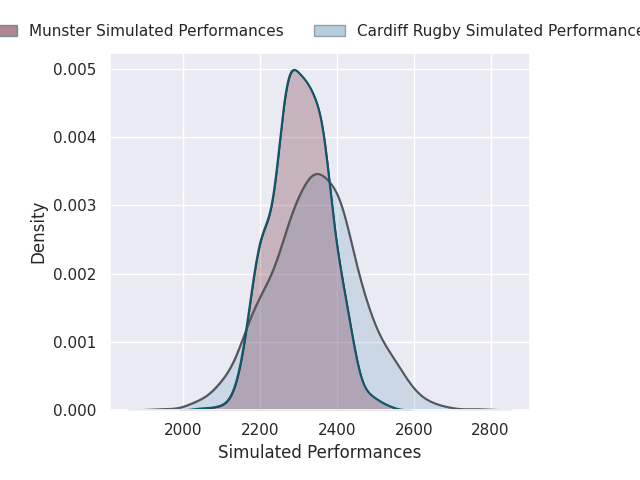 Munster Simulated Performances Cardiff Rugby Simulated Performance
0.005
0.004
0.003
0.002
0.001
0.000
Density
2000 2200 2400 2600 2800
Simulated Performances